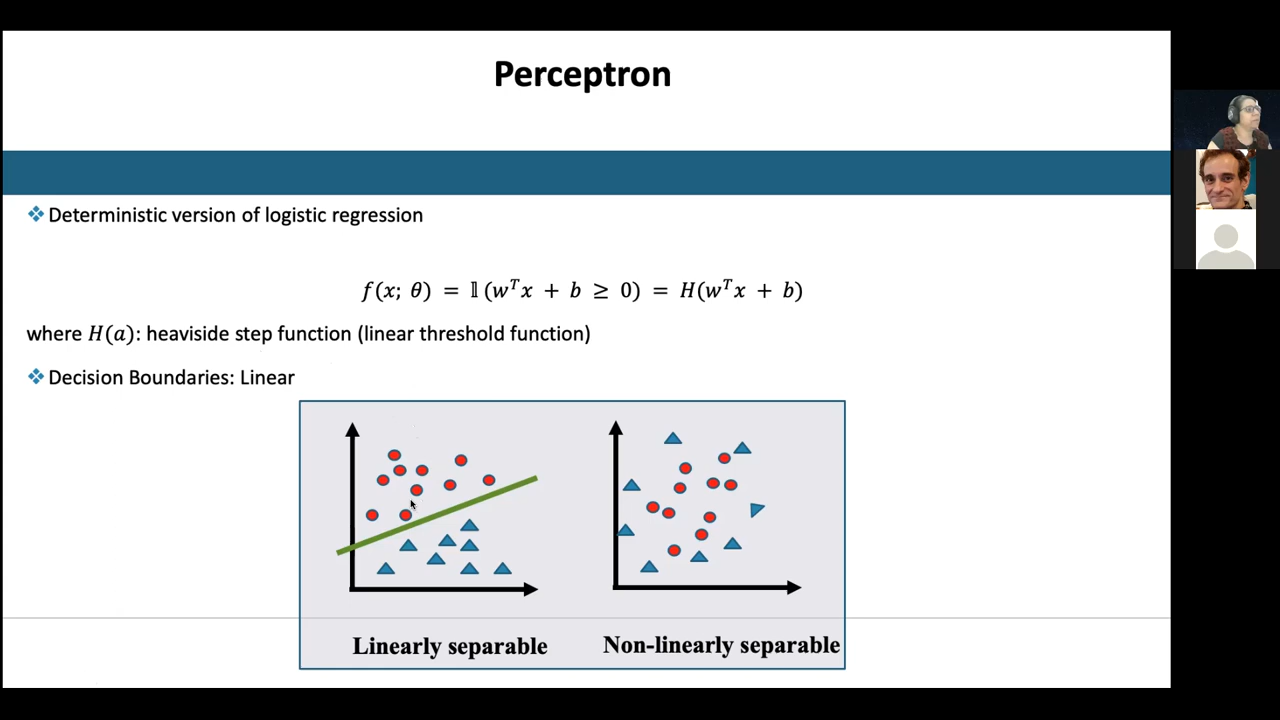 Perceptron
Deterministic version of logistic regression
f(x; θ) = 𝟙 (wᵀx + b ≥ 0) = H(wᵀx + b)
where H(a): heaviside step function (linear threshold function)
Decision Boundaries: Linear
Linearly separable
Non-linearly separable